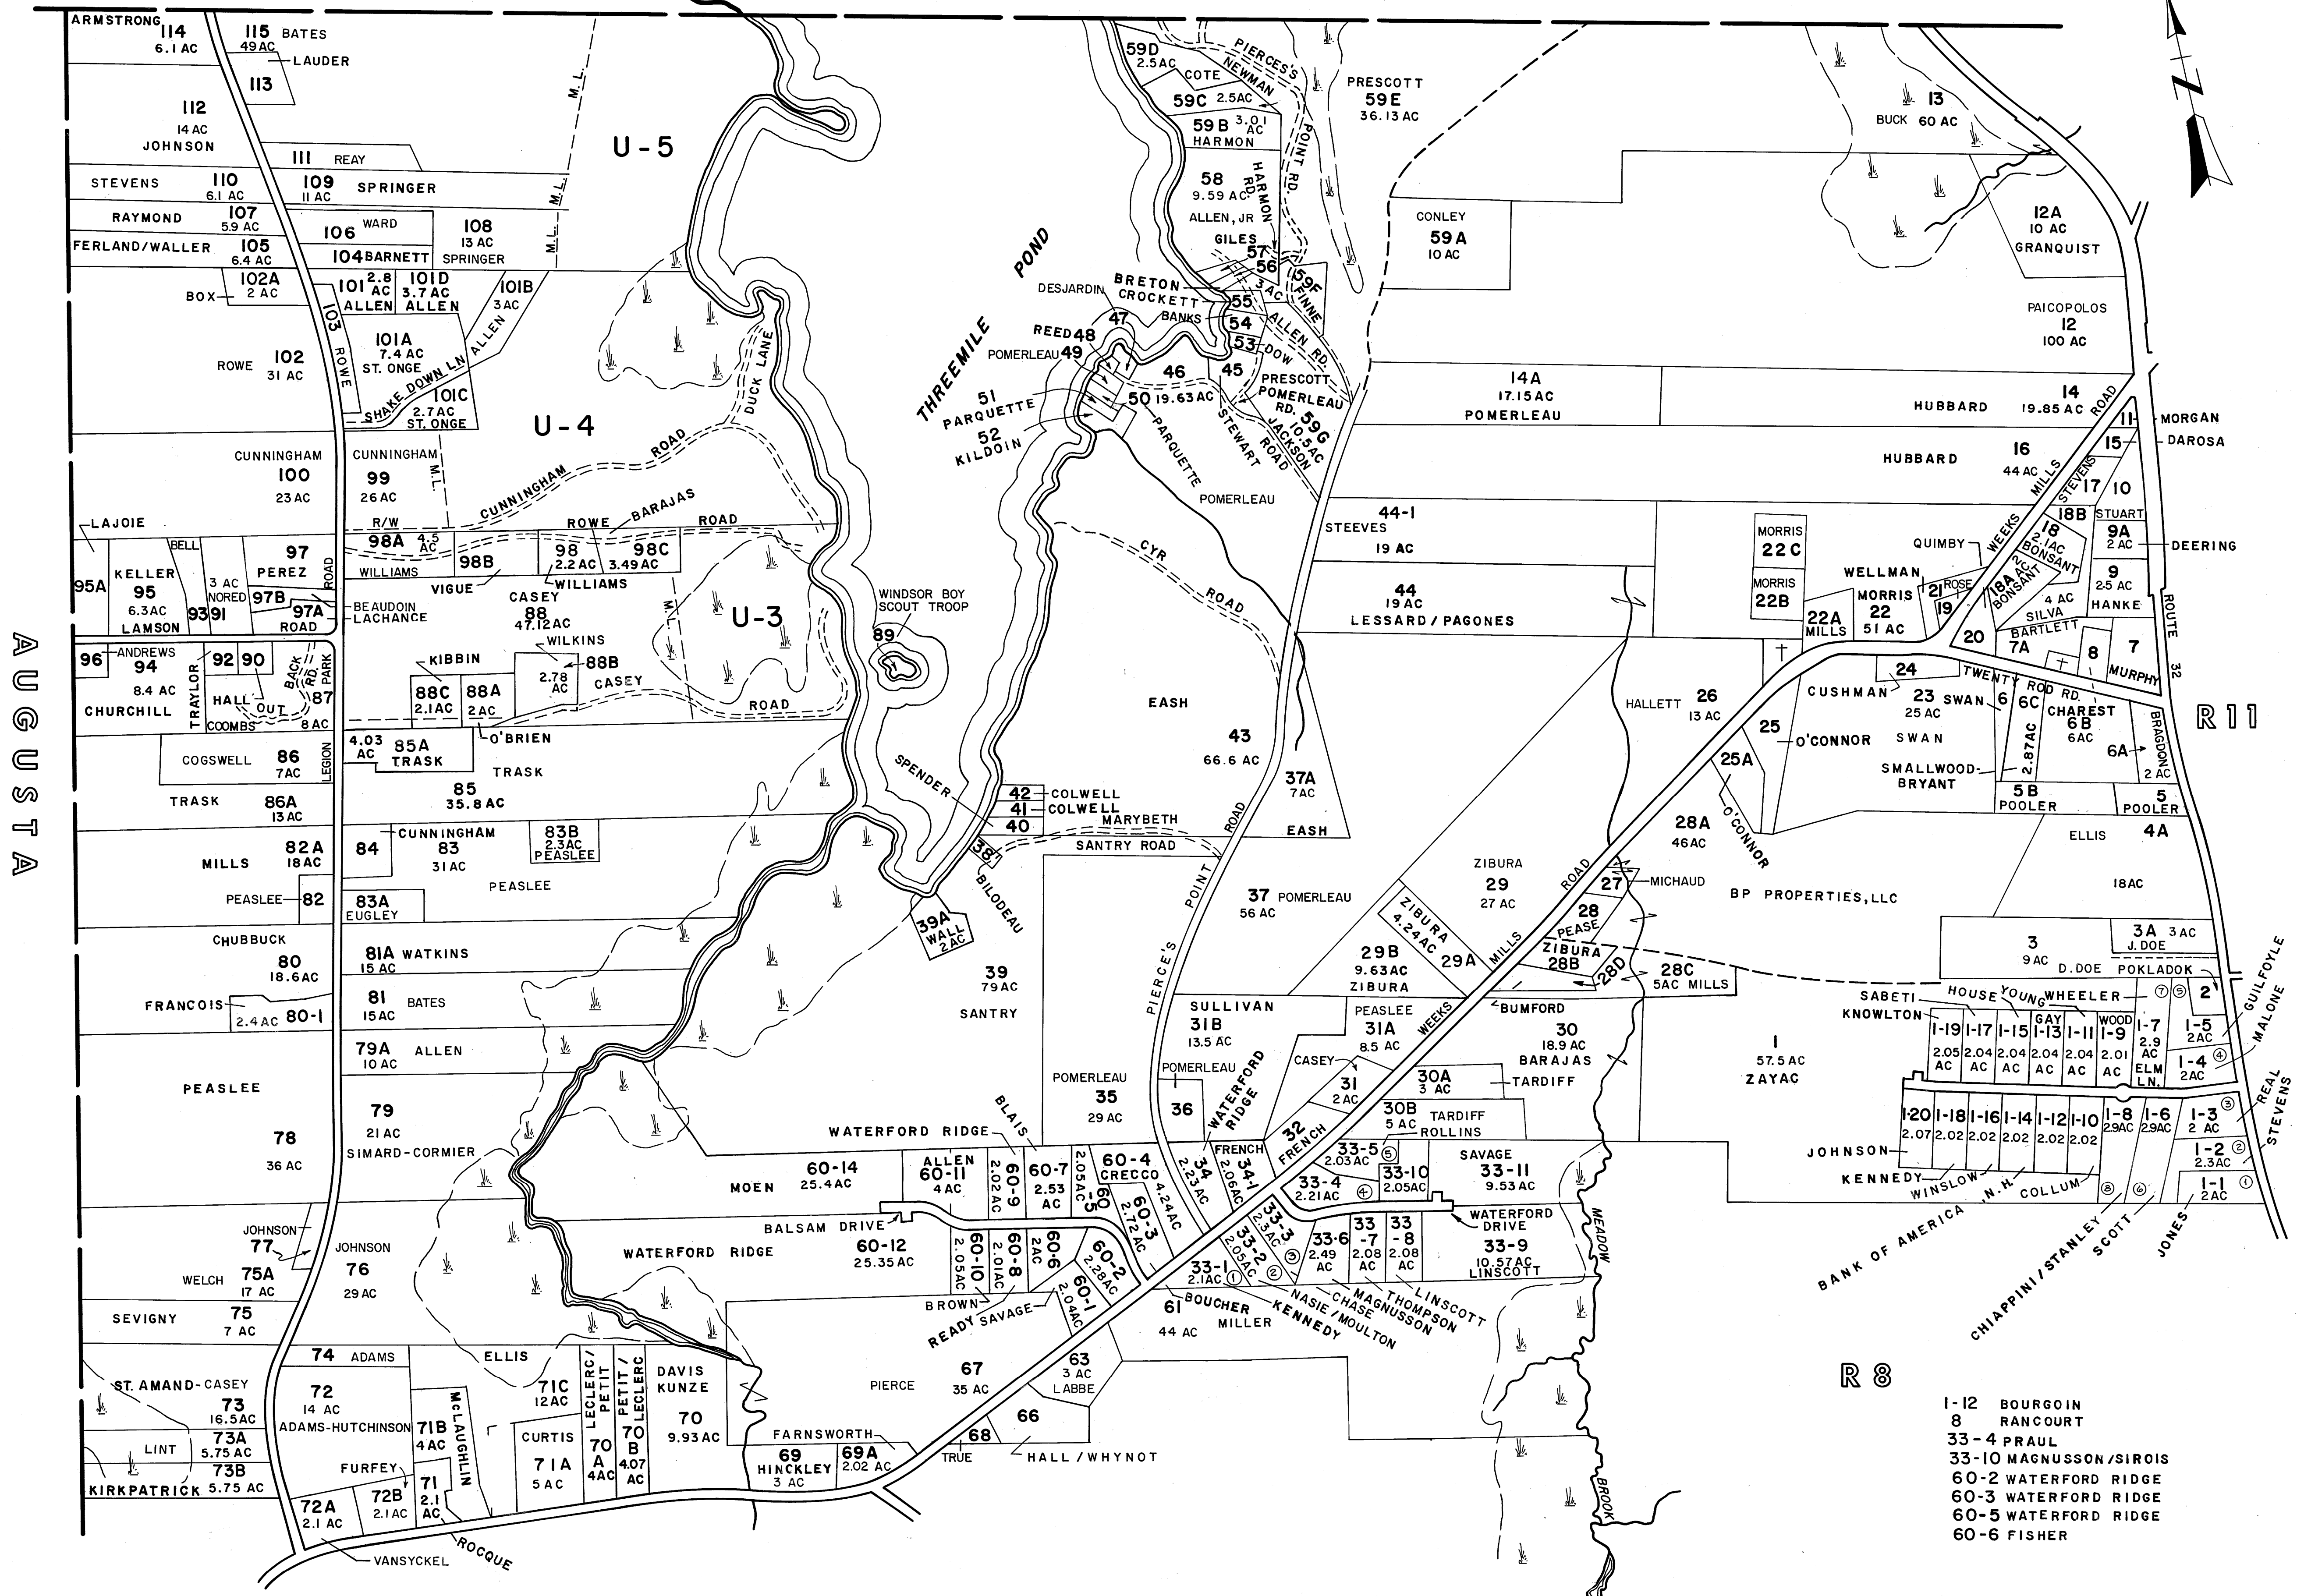 ARMSTRONG
114
6.1 AC
115 BATES
49 AC
LAUDER
113
112
14 AC
JOHNSON
111 REAY
STEVENS 110
6.1 AC
109 SPRINGER
11 AC
RAYMOND 107
5.9 AC
106 WARD
108
13 AC
SPRINGER
FERLAND/WALLER 105
6.4 AC
104 BARNETT
M.L.
M.L.
M.L.
U-5
102A
2 AC
BOX
103
ROWE
101 2.8
AC
ALLEN
101D
3.7 AC
ALLEN
101B
3 AC
ALLEN
101A
7.4 AC
ST. ONGE
SHAKE DOWN LN
101C
2.7 AC
ST. ONGE
ROWE 102
31 AC
U-4
DUCK LANE
CUNNINGHAM
100
23 AC
CUNNINGHAM
99
26 AC
M.L.
CUNNINGHAM ROAD
R/W
ROWE ROAD
BARAJAS
98A 4.5
AC
WILLIAMS
98B
VIGUE
98
2.2 AC
WILLIAMS
98C
3.49 AC
LAJOIE
95A
KELLER
95
6.3 AC
LAMSON
BELL
93
91
3 AC
NORED
97
PEREZ
ROAD
97B
97A
ROAD
BEAUDOIN
LACHANCE
CASEY
88
47.12 AC
M.L.
U-3
WINDSOR BOY
SCOUT TROOP
89
WILKINS
88B
2.78
AC
CASEY ROAD
KIBBIN
88C
2.1 AC
88A
2 AC
O'BRIEN
96
ANDREWS
94
8.4 AC
CHURCHILL
TRAYLOR
92
90
HALL
OUT
BACK
RD.
PARK
87
COOMBS 8 AC
COGSWELL 86
7 AC
LEGION
4.03
AC
85A
TRASK
TRASK
85
35.8 AC
TRASK 86A
13 AC
AUGUSTA
82A
18 AC
MILLS
84
CUNNINGHAM
83
31 AC
83B
2.3 AC
PEASLEE
PEASLEE
PEASLEE 82
83A
EUGLEY
CHUBBUCK
80
18.6 AC
81A WATKINS
15 AC
FRANCOIS
2.4 AC 80-1
81 BATES
15 AC
79A ALLEN
10 AC
PEASLEE
78
36 AC
79
21 AC
SIMARD-CORMIER
JOHNSON
77
WELCH 75A
17 AC
JOHNSON
76
29 AC
SEVIGNY 75
7 AC
74 ADAMS
ELLIS
ST. AMAND-CASEY
73
16.5 AC
72
14 AC
ADAMS-HUTCHINSON
71B
4 AC
McLAUGHLIN
71C
12 AC
LINT 73A
5.75 AC
73B
KIRKPATRICK 5.75 AC
CURTIS
71A
5 AC
FURFEY
72A
2.1 AC
72B
2.1 AC
71
2.1
AC
VANSYCKEL
ROCQUE
LECLERC/
PETIT
70
A
4AC
PETIT/
LECLERC
70
B
4.07
AC
DAVIS
KUNZE
70
9.93 AC
THREEMILE POND
59D
2.5 AC
COTE
59C 2.5 AC
NEWMAN
PIERCES'S
POINT RD.
59B 3.01
AC
HARMON
58
9.59 AC
HARMON
RD.
ALLEN, JR
GILES
57
56
3 AC
BRETON
CROCKETT
55
59F
FINNE
BANKS 54
53
DOW
ALLEN RD.
DESJARDIN
47
REED 48
POMERLEAU 49
51
PARQUETTE
52
KILDOIN
46
50 19.63 AC
PARQUETTE
45
STEWART
PRESCOTT
POMERLEAU
RD.
59G
10.5 AC
JACKSON
ROAD
POMERLEAU
PRESCOTT
59E
36.13 AC
CONLEY
59A
10 AC
N
13
BUCK 60 AC
12A
10 AC
GRANQUIST
PAICOPOLOS
12
100 AC
14A
17.15 AC
POMERLEAU
14
HUBBARD 19.85 AC
16
HUBBARD 44 AC
44-1
STEEVES
19 AC
44
19 AC
LESSARD/PAGONES
CYR ROAD
EASH
43
66.6 AC
37A
7 AC
EASH
SPENDER
42 COLWELL
41 COLWELL
40
38
BILODEAU
MARYBETH
SANTRY ROAD
39A
WALL
2 AC
39
79 AC
SANTRY
37 POMERLEAU
56 AC
PIERCE'S POINT ROAD
MORGAN
11
DAROSA
15
STEVENS
17
10
18B
STUART
9A
2 AC
DEERING
18
2.1 AC
BONSANT
18A
2 AC
BONSANT
9
2.5 AC
HANKE
4 AC
SILVA
BARTLETT
7A
8
7
MURPHY
ROUTE 32
QUIMBY
WELLMAN
MORRIS
22
51 AC
21
ROSE
19
20
MORRIS
22C
MORRIS
22B
22A
MILLS
WEEKS MILLS ROAD
24
CUSHMAN
23 SWAN
25 AC
SWAN
TWENTY ROD RD.
6
6C
2.87 AC
CHAREST
6B
6 AC
6A
BRAGDON
2 AC
SMALLWOOD-
BRYANT
5B
POOLER
5
POOLER
R 11
HALLETT 26
13 AC
25
O'CONNOR
25A
O'CONNOR
28A
46 AC
ELLIS 4A
18 AC
BP PROPERTIES, LLC
ZIBURA
29
27 AC
27
MICHAUD
28
PEASE
ZIBURA
4.24 AC
29A
29B
9.63 AC
ZIBURA
ZIBURA
28B
28D
28C
5 AC MILLS
WEEKS MILLS ROAD
BUMFORD
SULLIVAN
31B
13.5 AC
PEASLEE
31A
8.5 AC
30
18.9 AC
BARAJAS
CASEY
31
2 AC
30A
3 AC
TARDIFF
30B TARDIFF
5 AC
ROLLINS
POMERLEAU
35
29 AC
POMERLEAU
36
WATERFORD
RIDGE
32
FRENCH
FRENCH
34
2.23 AC
34-1
2.06 AC
33-5
2.03 AC 5
33-4
2.21 AC 4
33-10
2.05 AC
SAVAGE
33-11
9.53 AC
WATERFORD
DRIVE
33-9
10.57 AC
LINSCOTT
33-3
2.3 AC
3
33-2
2.05 AC
2
33-1
2.1 AC 1
33-6
2.49
AC
33
-7
2.08
AC
33
-8
2.08
AC
LINSCOTT
THOMPSON
MAGNUSSON
CHASE
NASIE/MOULTON
KENNEDY
BOUCHER
61 MILLER
44 AC
MEADOW BROOK
WATERFORD RIDGE
BLAIS
60-14
MOEN 25.4 AC
ALLEN
60-11
4 AC
60-9
2.02 AC
60-7
2.53
AC
60
-5
2.05 AC
60-4
GRECCO
4.24 AC
60-3
2.72 AC
BALSAM DRIVE
WATERFORD RIDGE
60-12
25.35 AC
60-10
2.05 AC
60-8
2.01 AC
60-6
2 AC
60-2
2.28 AC
60-1
2.04 AC
BROWN
READY
SAVAGE
67
PIERCE 35 AC
63
3 AC
LABBE
66
68
TRUE
HALL/WHYNOT
FARNSWORTH
69
HINCKLEY
3 AC
69A
2.02 AC
3
9 AC
D. DOE
3A 3 AC
J. DOE
POKLADOK
2
GUILFOYLE
MALONE
1
57.5 AC
ZAYAC
SABETI
KNOWLTON
HOUSE
YOUNG
WHEELER
7
5
1-19
2.05
AC
1-17
2.04
AC
1-15
2.04
AC
GAY
1-13
2.04
AC
1-11
2.04
AC
WOOD
1-9
2.01
AC
1-7
2.9
AC
ELM
LN.
1-5
2AC
1-4 4
2AC
1-20
2.07
1-18
2.02
1-16
2.02
1-14
2.02
1-12
2.02
1-10
2.02
1-8
2.9AC
8
1-6
2.9AC
6
1-3 3
2 AC
1-2 2
2.3AC
1-1 1
2AC
REAL
STEVENS
JOHNSON
KENNEDY
WINSLOW
BANK OF AMERICA, N.H.
COLLUM
CHIAPPINI/STANLEY
SCOTT
JONES
R 8
1-12 BOURGOIN
8 RANCOURT
33-4 PRAUL
33-10 MAGNUSSON/SIROIS
60-2 WATERFORD RIDGE
60-3 WATERFORD RIDGE
60-5 WATERFORD RIDGE
60-6 FISHER